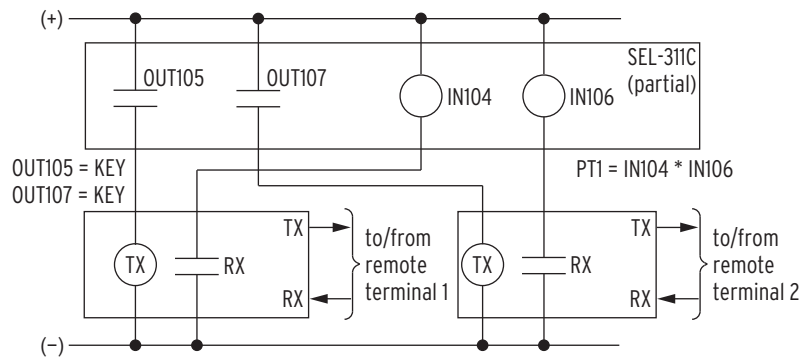 (+)
SEL-311C
(partial)
OUT105
OUT107
IN104
IN106
OUT105 = KEY
OUT107 = KEY
PT1 = IN104 * IN106
TX
RX
TX
RX
to/from
remote
terminal 1
TX
RX
TX
RX
to/from
remote
terminal 2
(–)